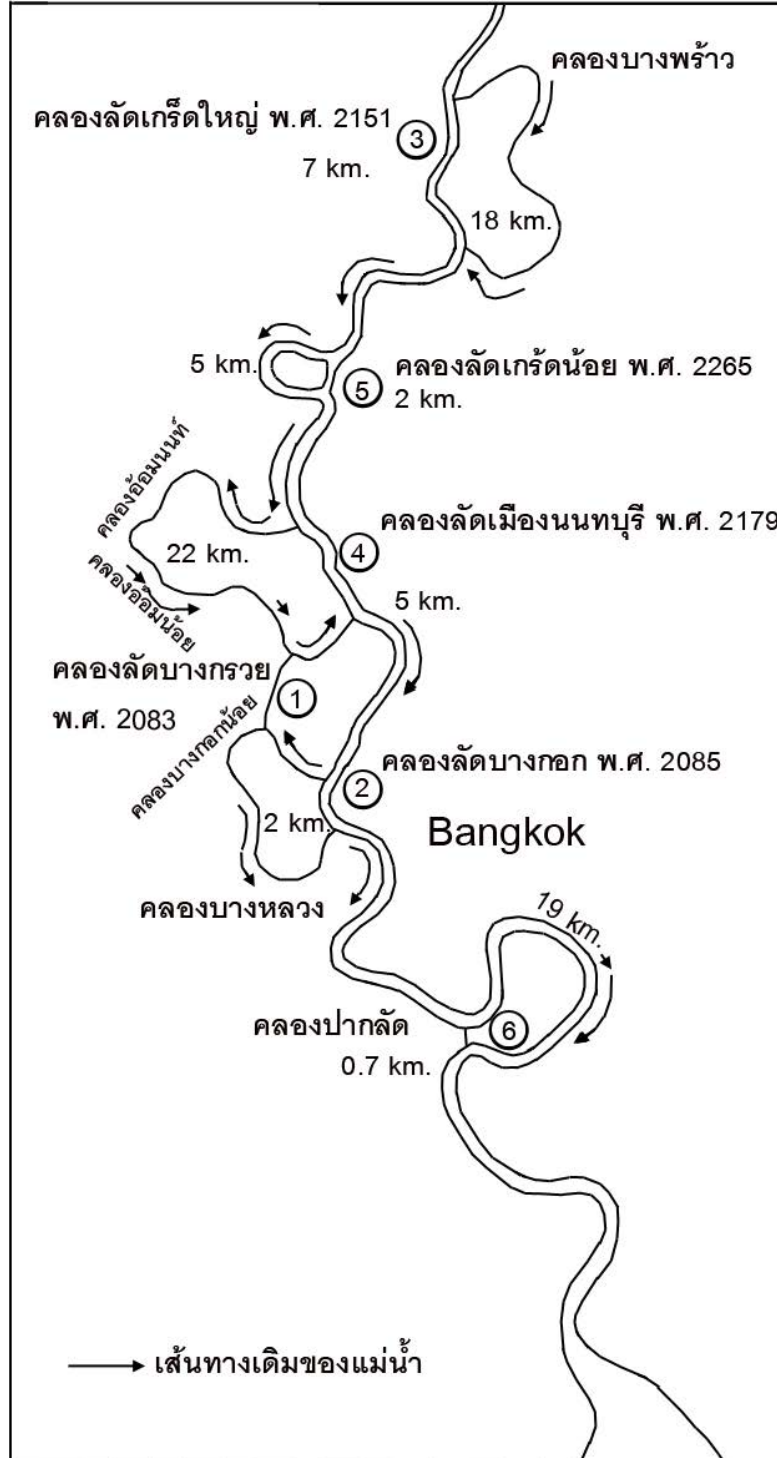 คลองบางพร้าว
คลองลัดเกร็ดใหญ่ พ.ศ. 2151
3
7 km.
18 km.
5 km.
คลองลัดเกร้ดน้อย พ.ศ. 2265
5
2 km.
คลองอ้อมนนท์
คลองลัดเมืองนนทบุรี พ.ศ. 2179
4
22 km.
คลองอ้อมน้อย
5 km.
คลองลัดบางกรวย
พ.ศ. 2083
1
คลองบางกอกน้อย
คลองลัดบางกอก พ.ศ. 2085
2
2 km.
Bangkok
คลองบางหลวง
19 km.
คลองปากลัด
6
0.7 km.
เส้นทางเดิมของแม่น้ำ